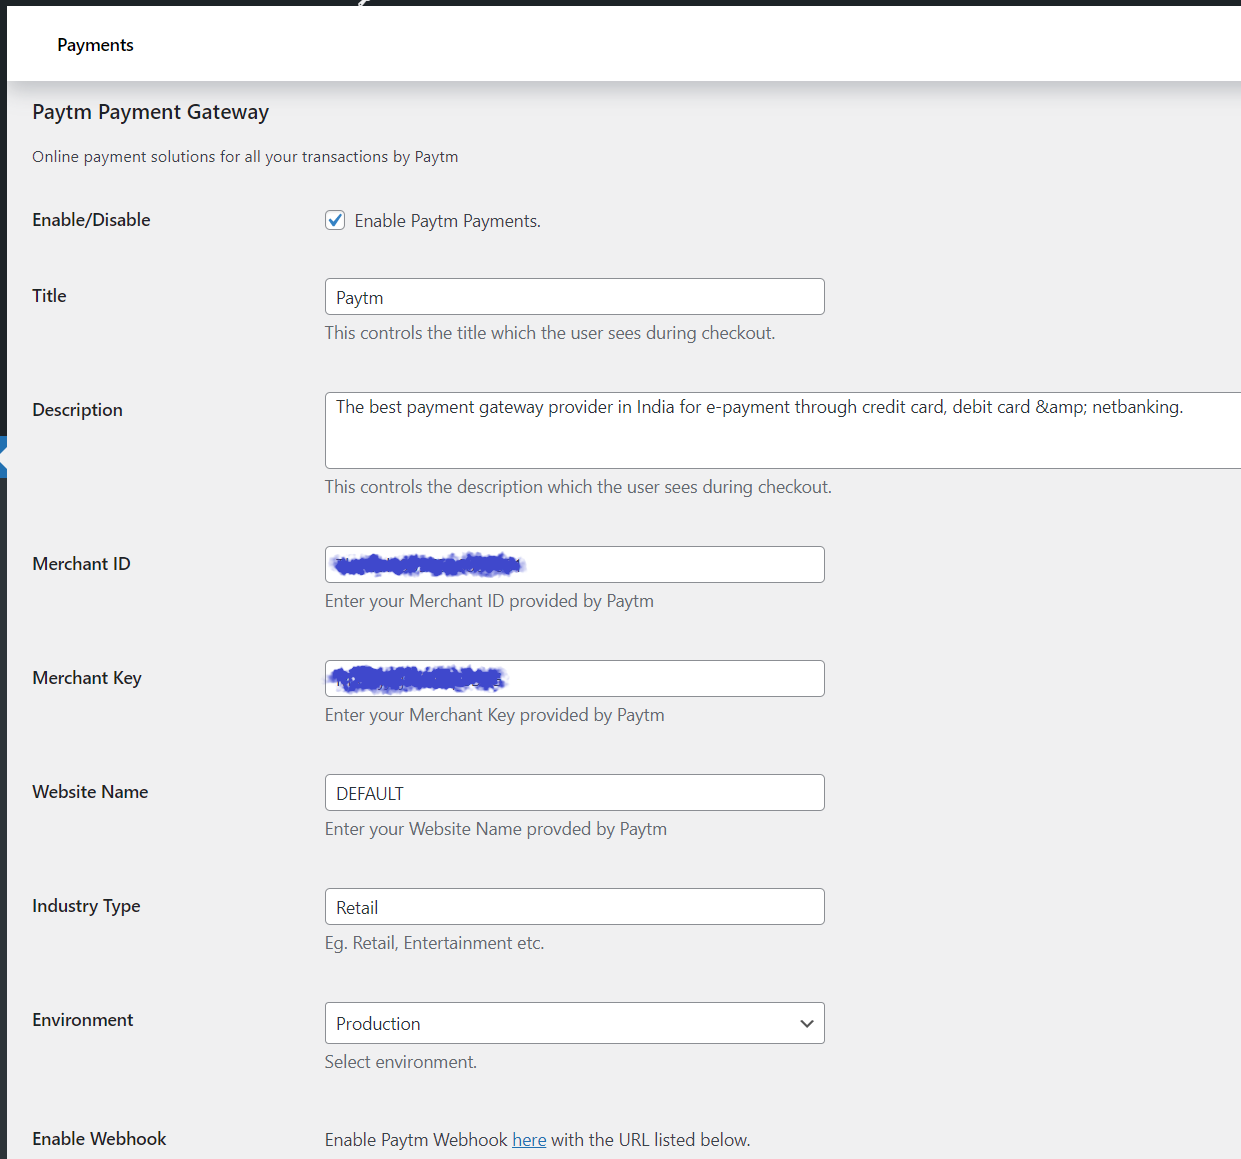 Payments
Paytm Payment Gateway
Online payment solutions for all your transactions by Paytm
Enable/Disable
Enable Paytm Payments.
Title
Paytm
This controls the title which the user sees during checkout.
Description
The best payment gateway provider in India for e-payment through credit card, debit card &amp; netbanking.
This controls the description which the user sees during checkout.
Merchant ID
Enter your Merchant ID provided by Paytm
Merchant Key
Enter your Merchant Key provided by Paytm
Website Name
DEFAULT
Enter your Website Name provded by Paytm
Industry Type
Retail
Eg. Retail, Entertainment etc.
Environment
Production
Select environment.
Enable Webhook
Enable Paytm Webhook here with the URL listed below.